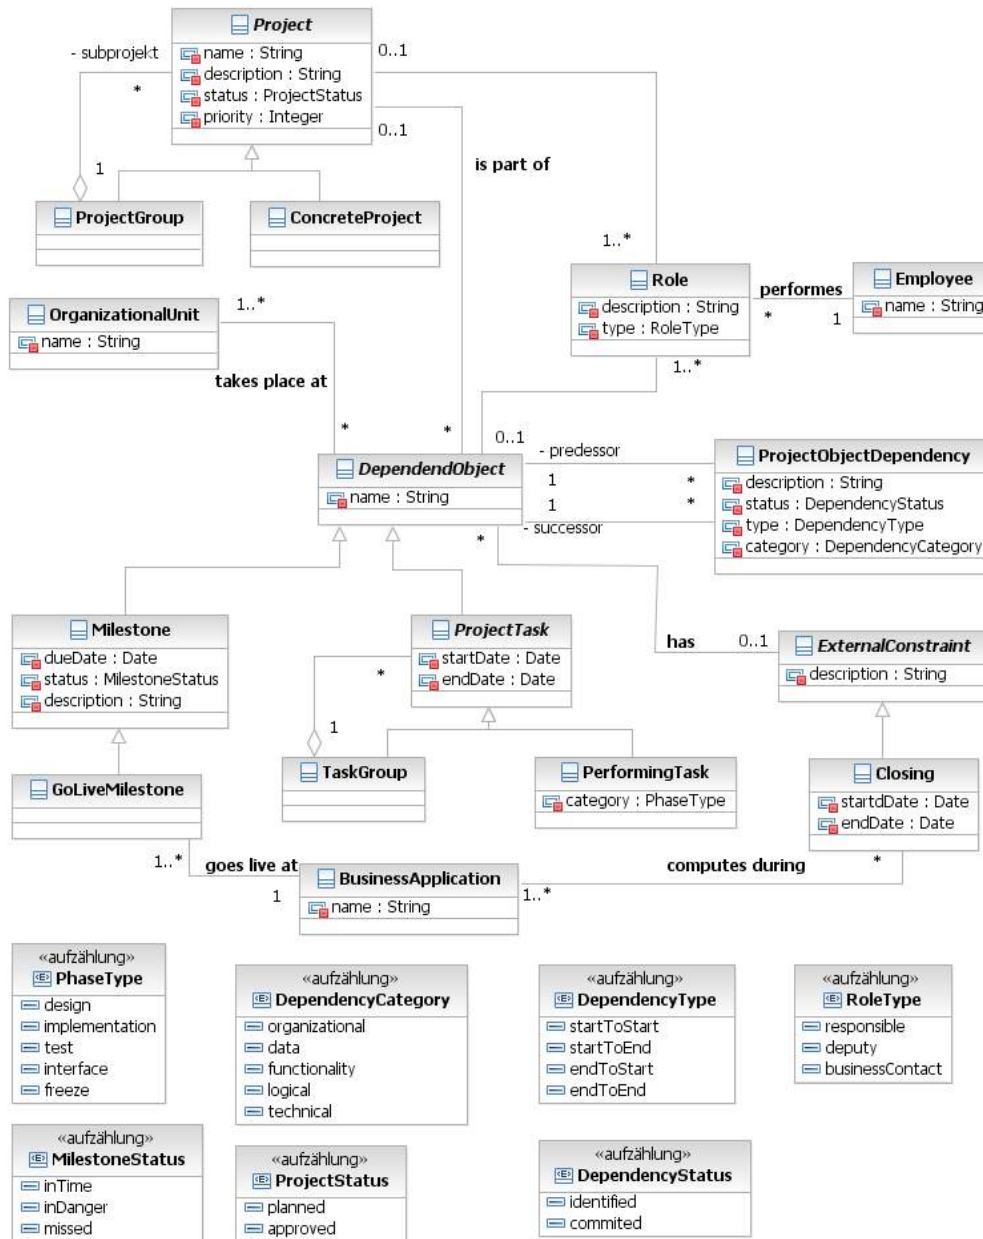 Project
name : String
description : String
status : ProjectStatus
priority : Integer
- subprojekt
*
1
0..1
0..1
is part of
ProjectGroup
ConcreteProject
1..*
Role
description : String
type : RoleType
performes
*
1
Employee
name : String
OrganizationalUnit
name : String
1..*
takes place at
*
*
0..1
1..*
DependendObject
name : String
- predessor
1
*
1
*
- successor
*
ProjectObjectDependency
description : String
status : DependencyStatus
type : DependencyType
category : DependencyCategory
Milestone
dueDate : Date
status : MilestoneStatus
description : String
ProjectTask
startDate : Date
endDate : Date
*
1
has
0..1
ExternalConstraint
description : String
GoLiveMilestone
TaskGroup
PerformingTask
category : PhaseType
Closing
startdDate : Date
endDate : Date
1..*
goes live at
1
BusinessApplication
name : String
1..*
computes during
*
«aufzählung»
PhaseType
design
implementation
test
interface
freeze
«aufzählung»
DependencyCategory
organizational
data
functionality
logical
technical
«aufzählung»
DependencyType
startToStart
startToEnd
endToStart
endToEnd
«aufzählung»
RoleType
responsible
deputy
businessContact
«aufzählung»
MilestoneStatus
inTime
inDanger
missed
«aufzählung»
ProjectStatus
planned
approved
«aufzählung»
DependencyStatus
identified
commited